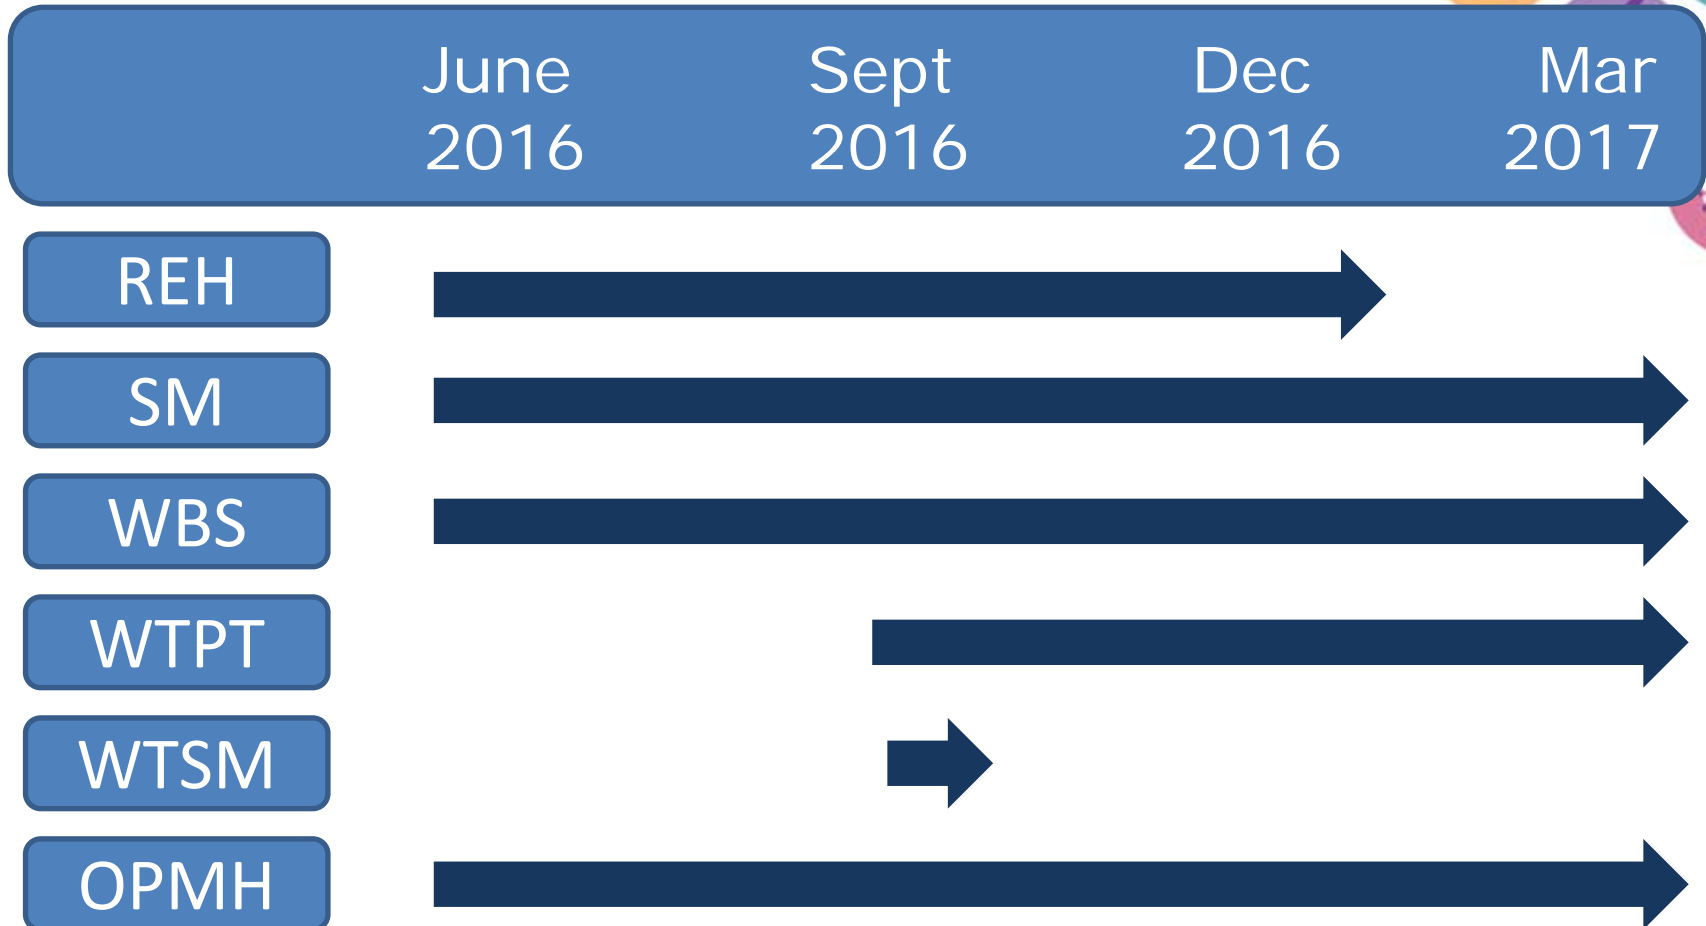 June Sept Dec Mar
2016 2016 2016 2017
REH
SM
WBS
WTPT
WTSM
OPMH